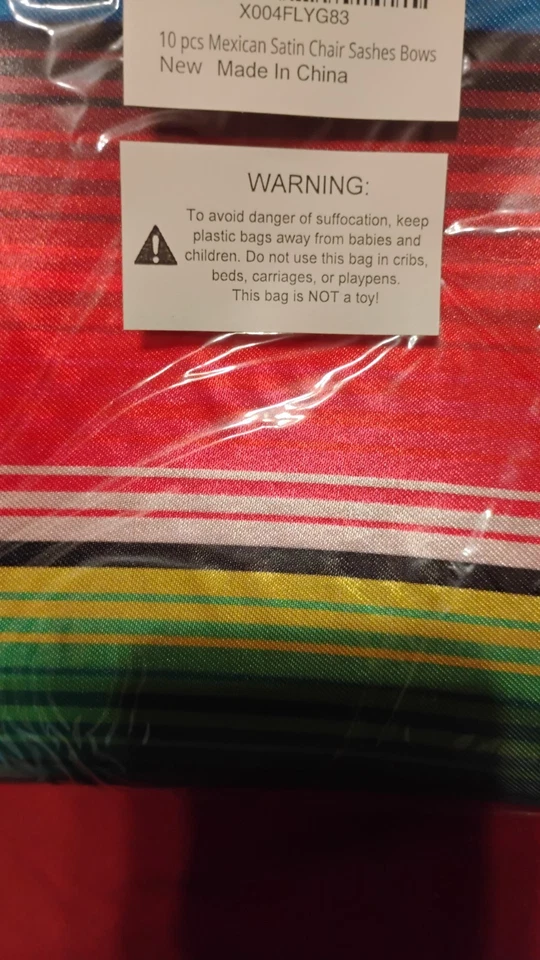 X004FLYG83
10 pcs Mexican Satin Chair Sashes Bows
New Made In China
WARNING:
To avoid danger of suffocation, keep
plastic bags away from babies and
children. Do not use this bag in cribs,
beds, carriages, or playpens.
This bag is NOT a toy!